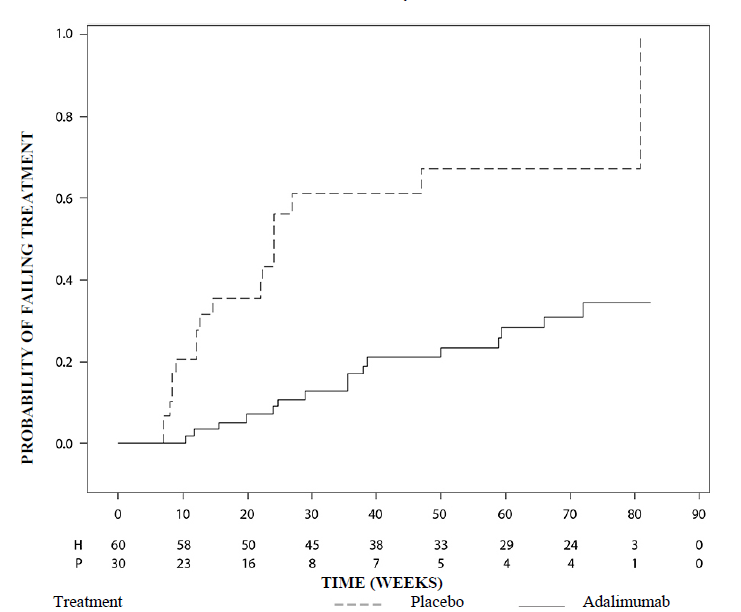 1.0
0.8
0.6
0.4
0.2
0.0
PROBABILITY OF FAILING TREATMENT
0 10 20 30 40 50 60 70 80 90
H 60 58 50 45 38 33 29 24 3 0
P 30 23 16 8 7 5 4 4 1 0
TIME (WEEKS)
Treatment Placebo Adalimumab